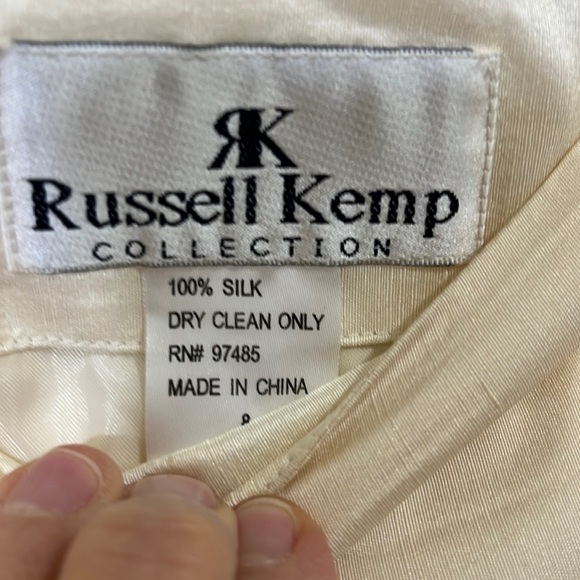 RK
Russell Kemp
COLLECTION
100% SILK
DRY CLEAN ONLY
RN# 97485
MADE IN CHINA